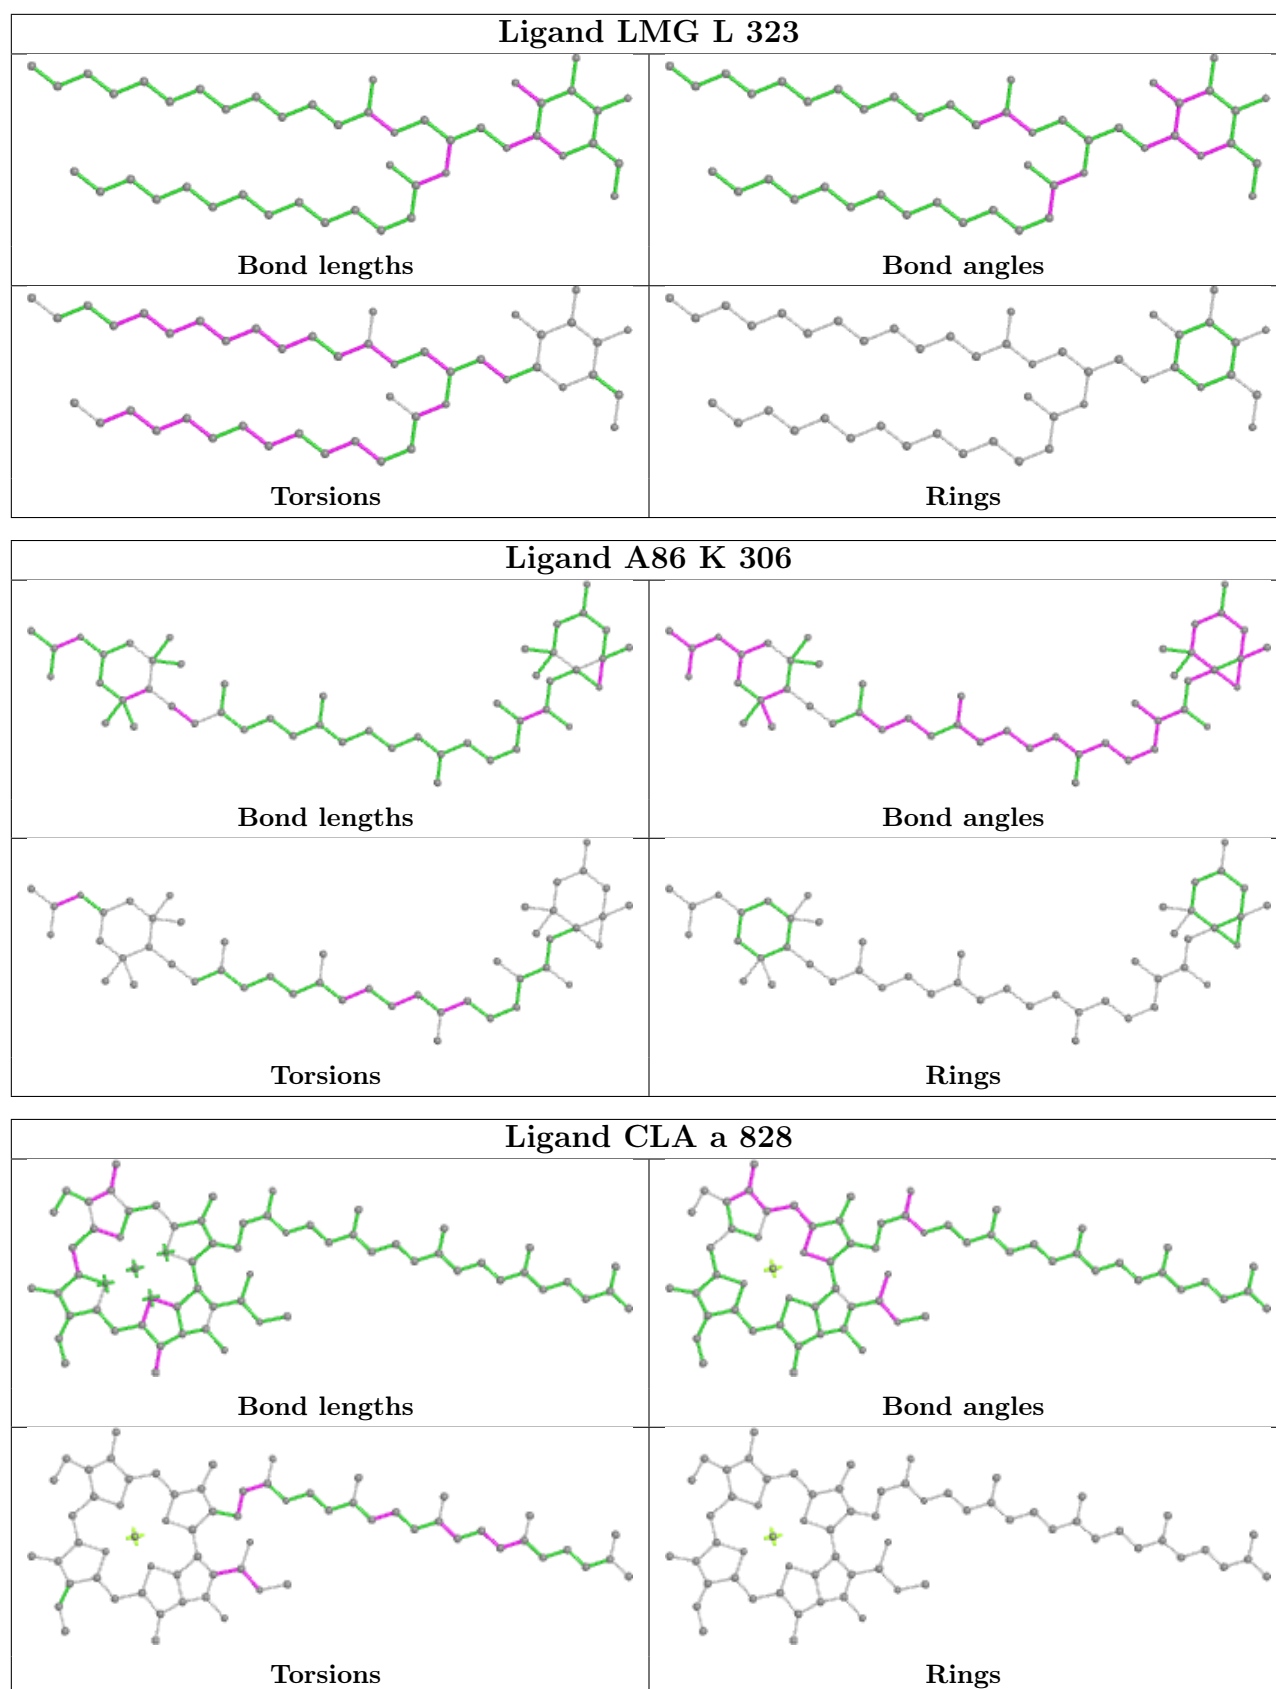 Ligand LMG L 323
Bond lengths
Bond angles
Torsions
Rings
Ligand A86 K 306
Bond lengths
Bond angles
Torsions
Rings
Ligand CLA a 828
Bond lengths
Bond angles
Torsions
Rings